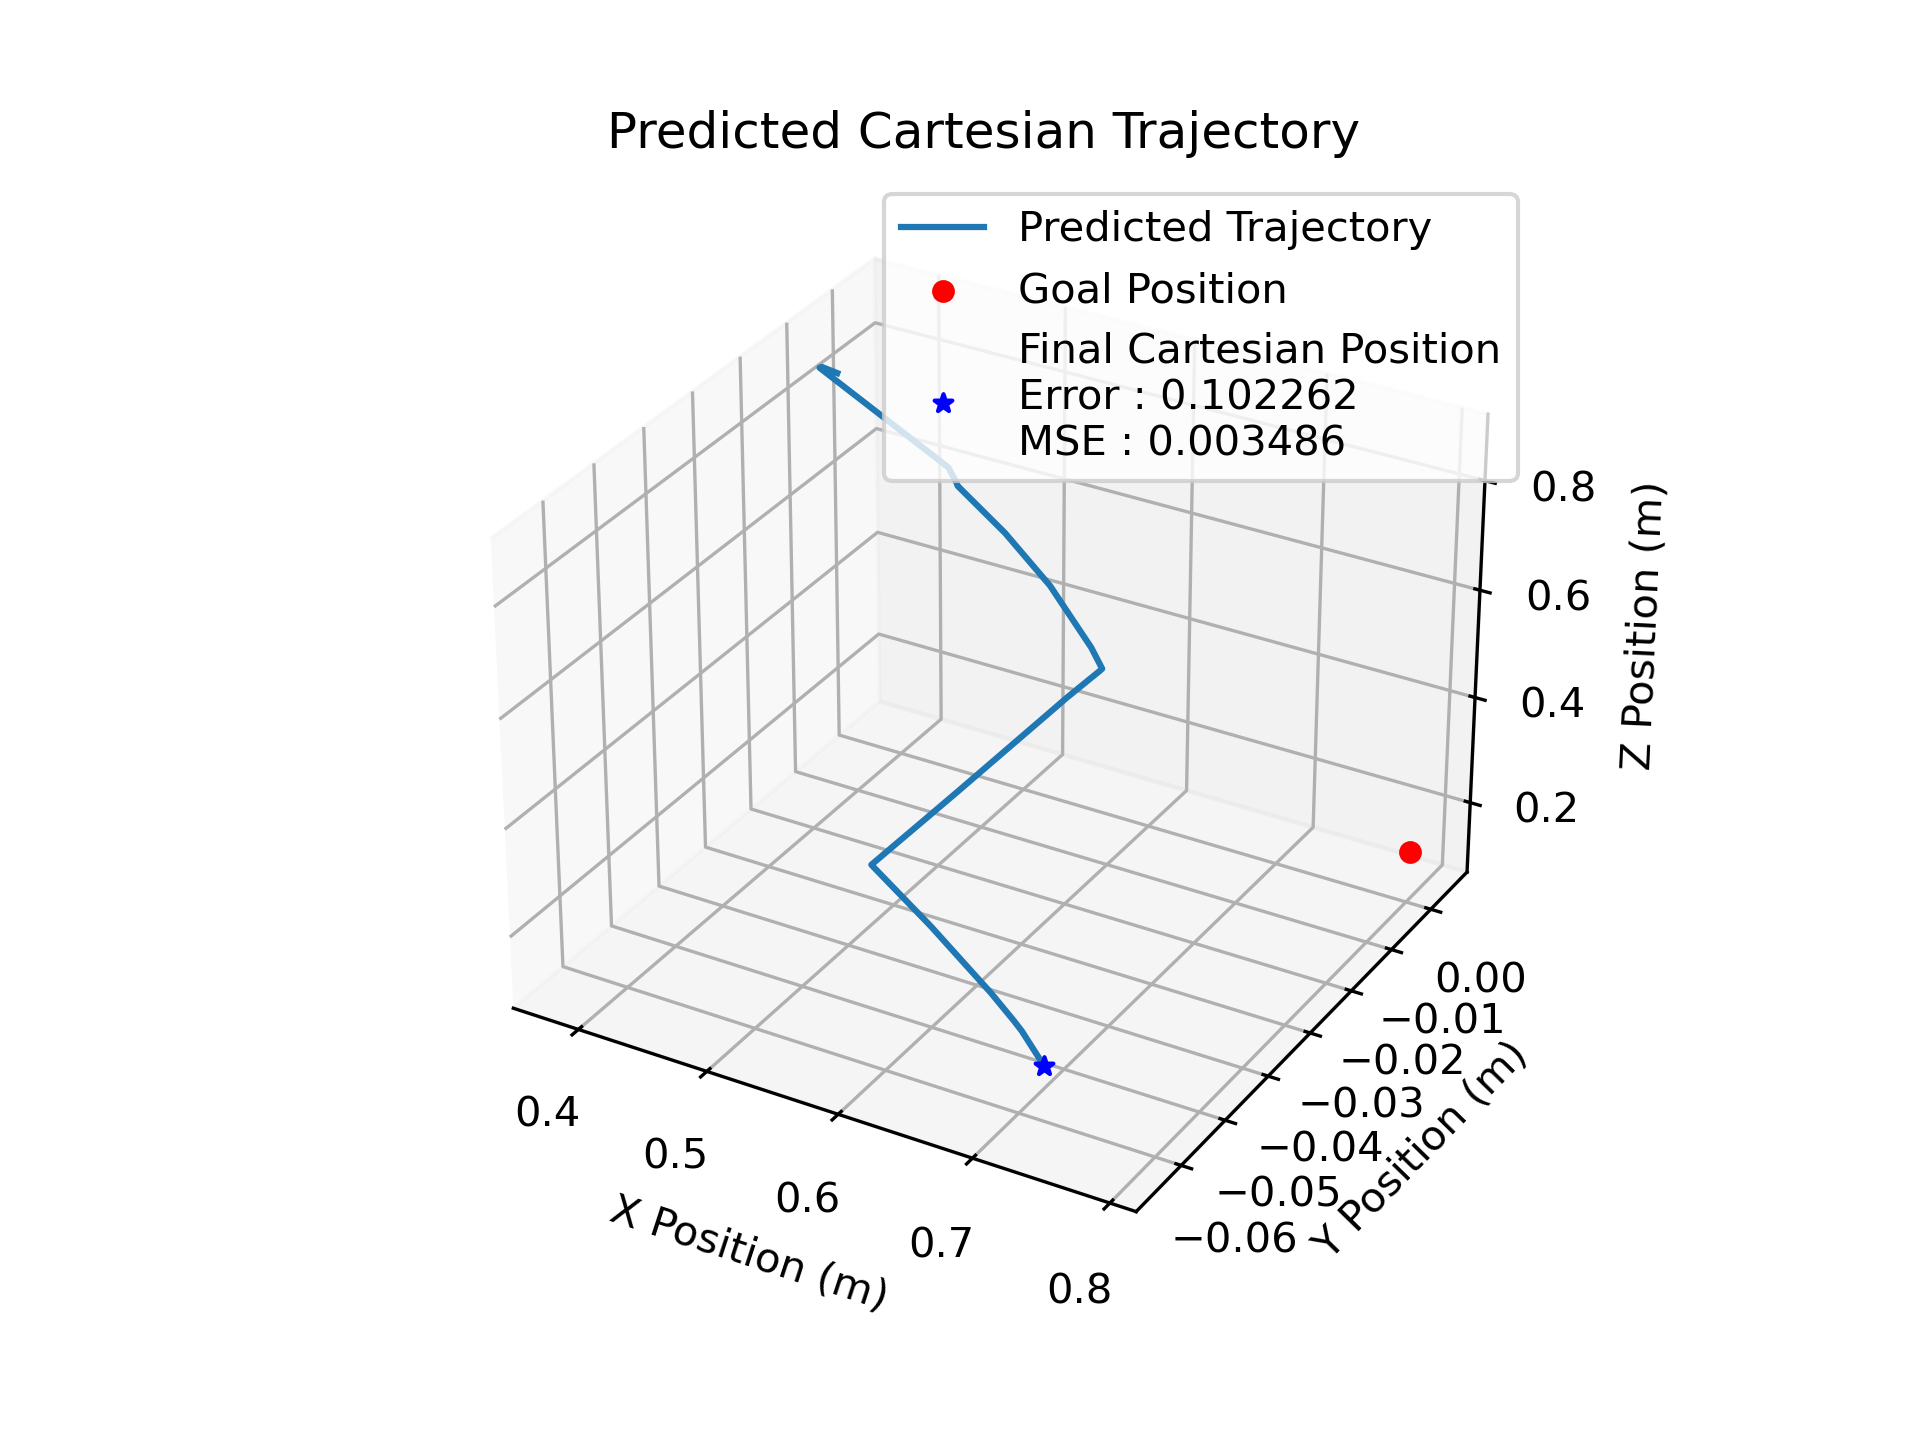 Predicted Cartesian Trajectory
Predicted Trajectory
Goal Position
Final Cartesian Position
Error : 0.102262
MSE : 0.003486
0.8
0.6
0.4
0.2
Z Position (m)
0.00
−0.01
−0.02
−0.03
−0.04
−0.05
−0.06
Y Position (m)
0.4
0.5
0.6
0.7
0.8
X Position (m)